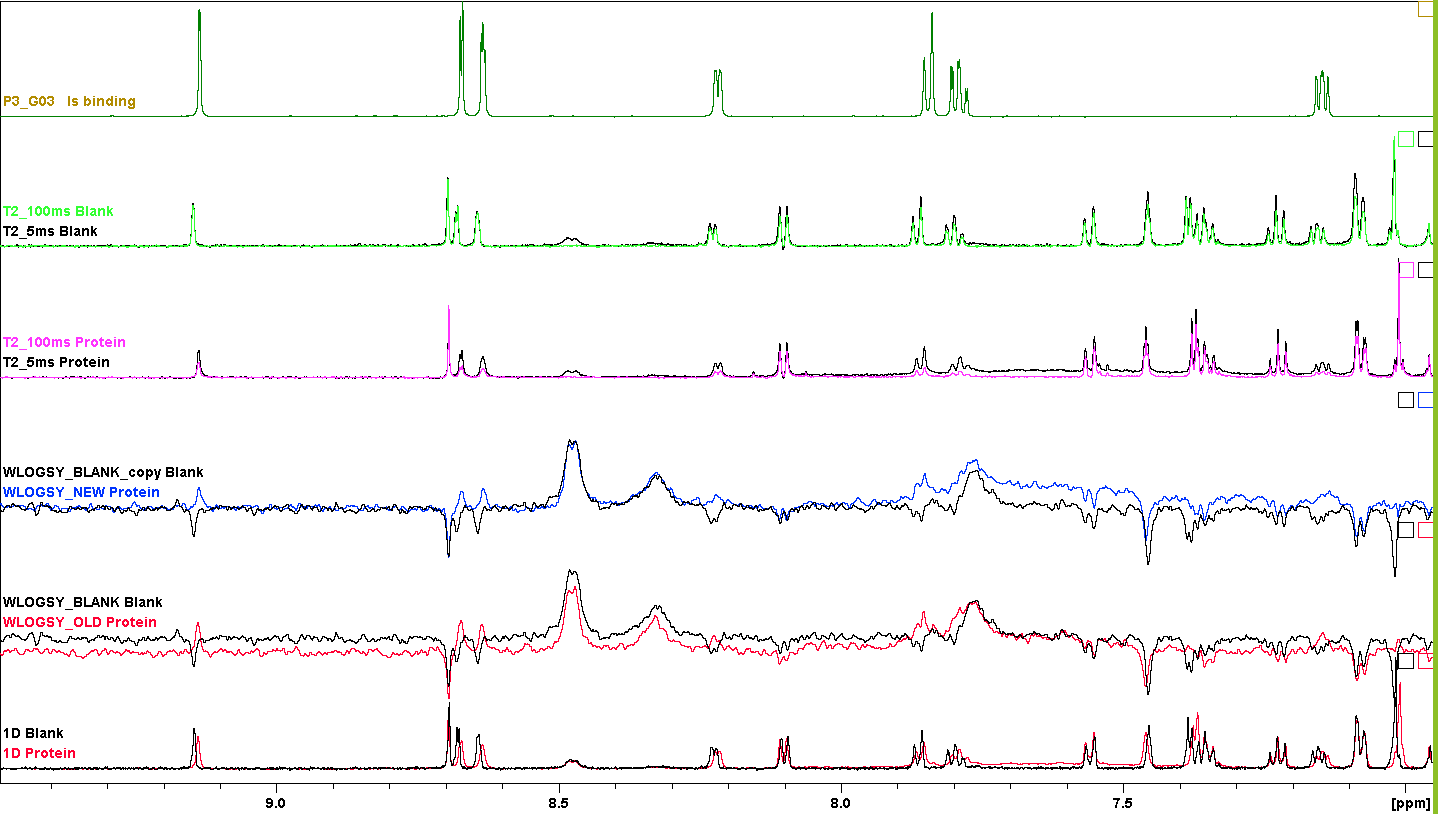 P3_G03 Is binding
T2_100ms Blank
T2_5ms Blank
T2_100ms Protein
T2_5ms Protein
WLOGSY_BLANK_copy Blank
WLOGSY_NEW Protein
WLOGSY_BLANK Blank
WLOGSY_OLD Protein
1D Blank
1D Protein
9.0 8.5 8.0 7.5 [ppm]